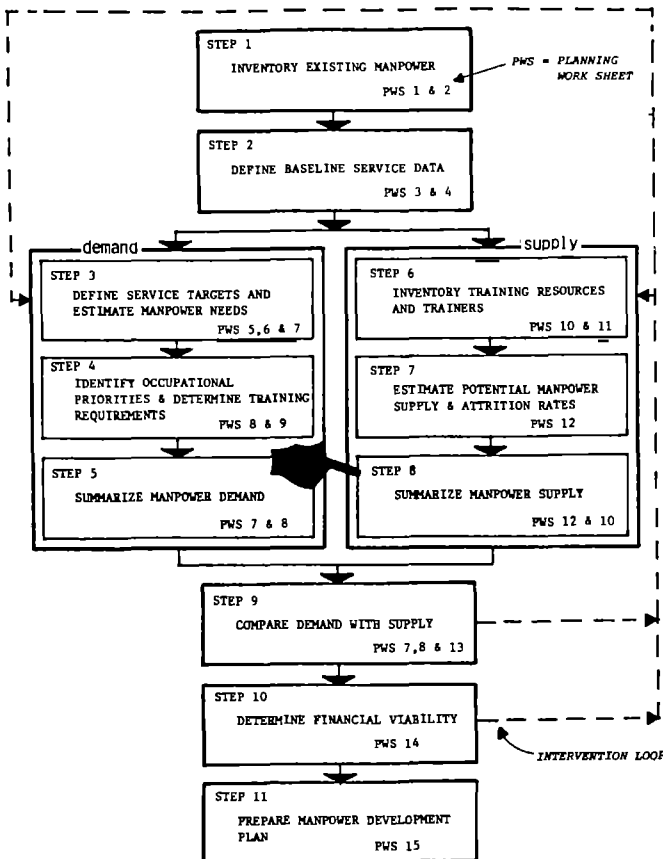 STEP 1
INVENTORY EXISTING MANPOWER
PWS 1 & 2
PWS = PLANNING
WORK SHEET
STEP 2
DEFINE BASELINE SERVICE DATA
PWS 3 & 4
demand
STEP 3
DEFINE SERVICE TARGETS AND
ESTIMATE MANPOWER NEEDS
PWS 5,6 & 7
STEP 4
IDENTIFY OCCUPATIONAL
PRIORITIES & DETERMINE TRAINING
REQUIREMENTS
PWS 8 & 9
STEP 5
SUMMARIZE MANPOWER DEMAND
PWS 7 & 8
supply
STEP 6
INVENTORY TRAINING RESOURCES
AND TRAINERS
PWS 10 & 11
STEP 7
ESTIMATE POTENTIAL MANPOWER
SUPPLY & ATTRITION RATES
PWS 12
STEP 8
SUMMARIZE MANPOWER SUPPLY
PWS 12 & 10
STEP 9
COMPARE DEMAND WITH SUPPLY
PWS 7,8 & 13
STEP 10
DETERMINE FINANCIAL VIABILITY
PWS 14
INTERVENTION LOOP
STEP 11
PREPARE MANPOWER DEVELOPMENT
PLAN
PWS 15